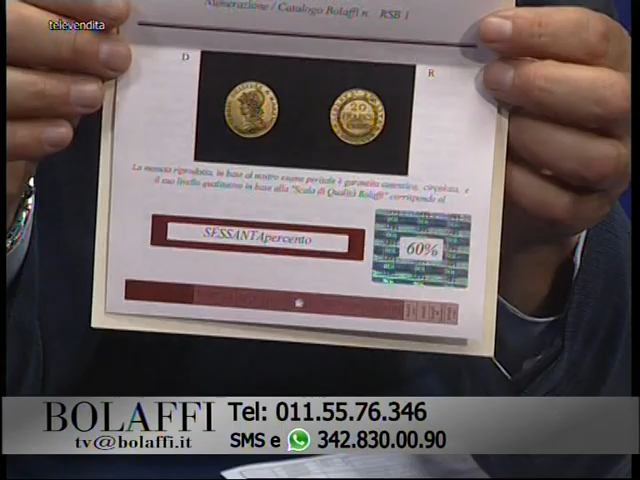 televendita
Numerazione / Catalogo Bolaffi n. RSB 1
D
R
20
La moneta riprodotta, in base al nostro esame peritale è garantita autentica, circolata, e
il suo livello qualitativo in base alla "Scala di Qualità Bolaffi" corrisponde al
SESSANTApercento
60%
BOLAFFI
tv@bolaffi.it
Tel: 011.55.76.346
SMS e 342.830.00.90